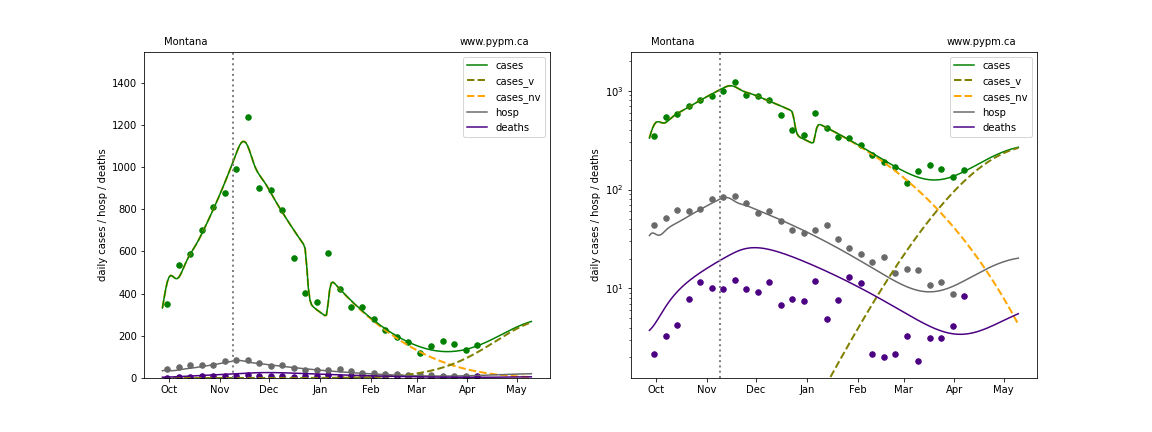 Montana www.pypm.ca
daily cases / hosp / deaths
1400
1200
1000
800
600
400
200
0
cases
cases_v
cases_nv
hosp
deaths
Oct Nov Dec Jan Feb Mar Apr May
Montana www.pypm.ca
daily cases / hosp / deaths
10³
10²
10¹
cases
cases_v
cases_nv
hosp
deaths
Oct Nov Dec Jan Feb Mar Apr May